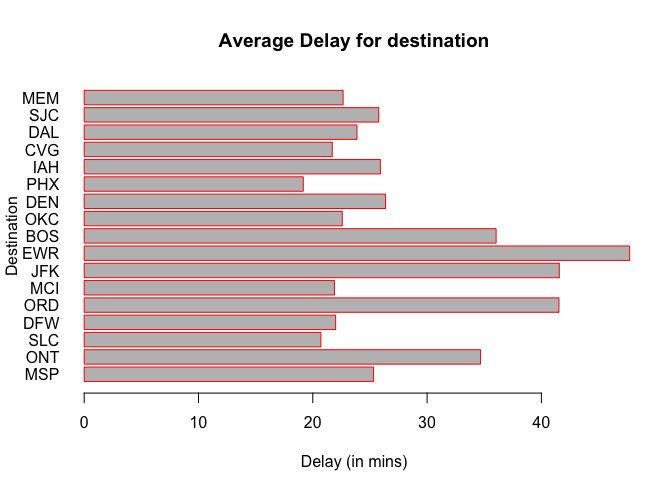 Average Delay for destination
MEM
SJC
DAL
CVG
IAH
PHX
DEN
OKC
BOS
EWR
JFK
MCI
ORD
DFW
SLC
ONT
MSP
Destination
0 10 20 30 40
Delay (in mins)